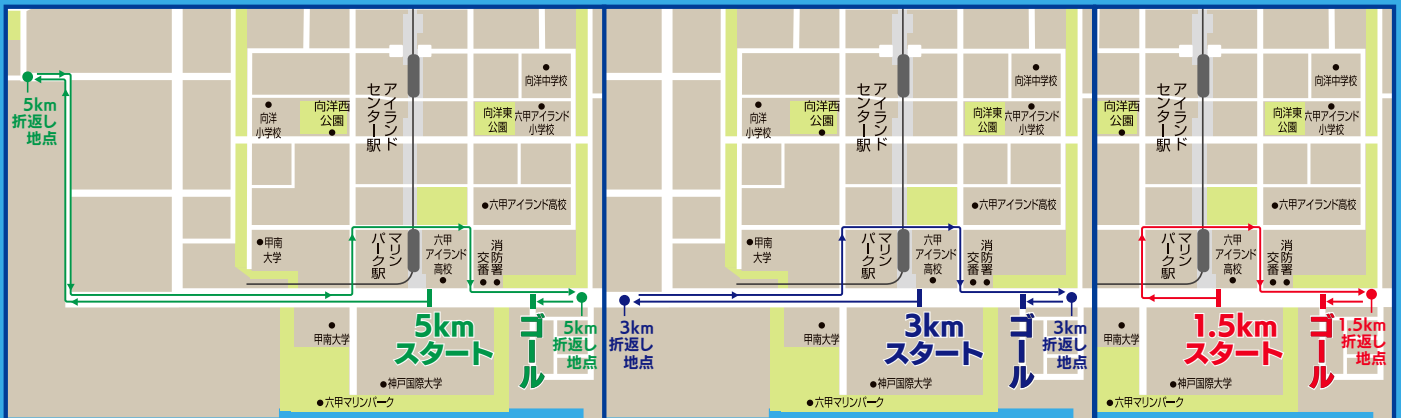 5km
折返し
地点
向洋
小学校
向洋西
公園
アイランド
センター駅
向洋中学校
向洋東
公園
六甲アイランド
小学校
六甲アイランド高校
甲南
大学
マリン
パーク駅
六甲
アイランド
高校
交番
消防署
5km
スタート
ゴール
5km
折返し
地点
甲南大学
神戸国際大学
六甲マリンパーク
向洋
小学校
向洋西
公園
アイランド
センター駅
向洋中学校
向洋東
公園
六甲アイランド
小学校
六甲アイランド高校
甲南
大学
マリン
パーク駅
六甲
アイランド
高校
交番
消防署
3km
折返し
地点
3km
スタート
ゴール
3km
折返し
地点
甲南大学
神戸国際大学
六甲マリンパーク
向洋西
公園
アイランド
センター駅
向洋中学校
向洋東
公園
六甲アイランド
小学校
六甲アイランド高校
マリン
パーク駅
六甲
アイランド
高校
交番
消防署
1.5km
スタート
ゴール
1.5km
折返し
地点
甲南大学
神戸国際大学
六甲マリンパーク